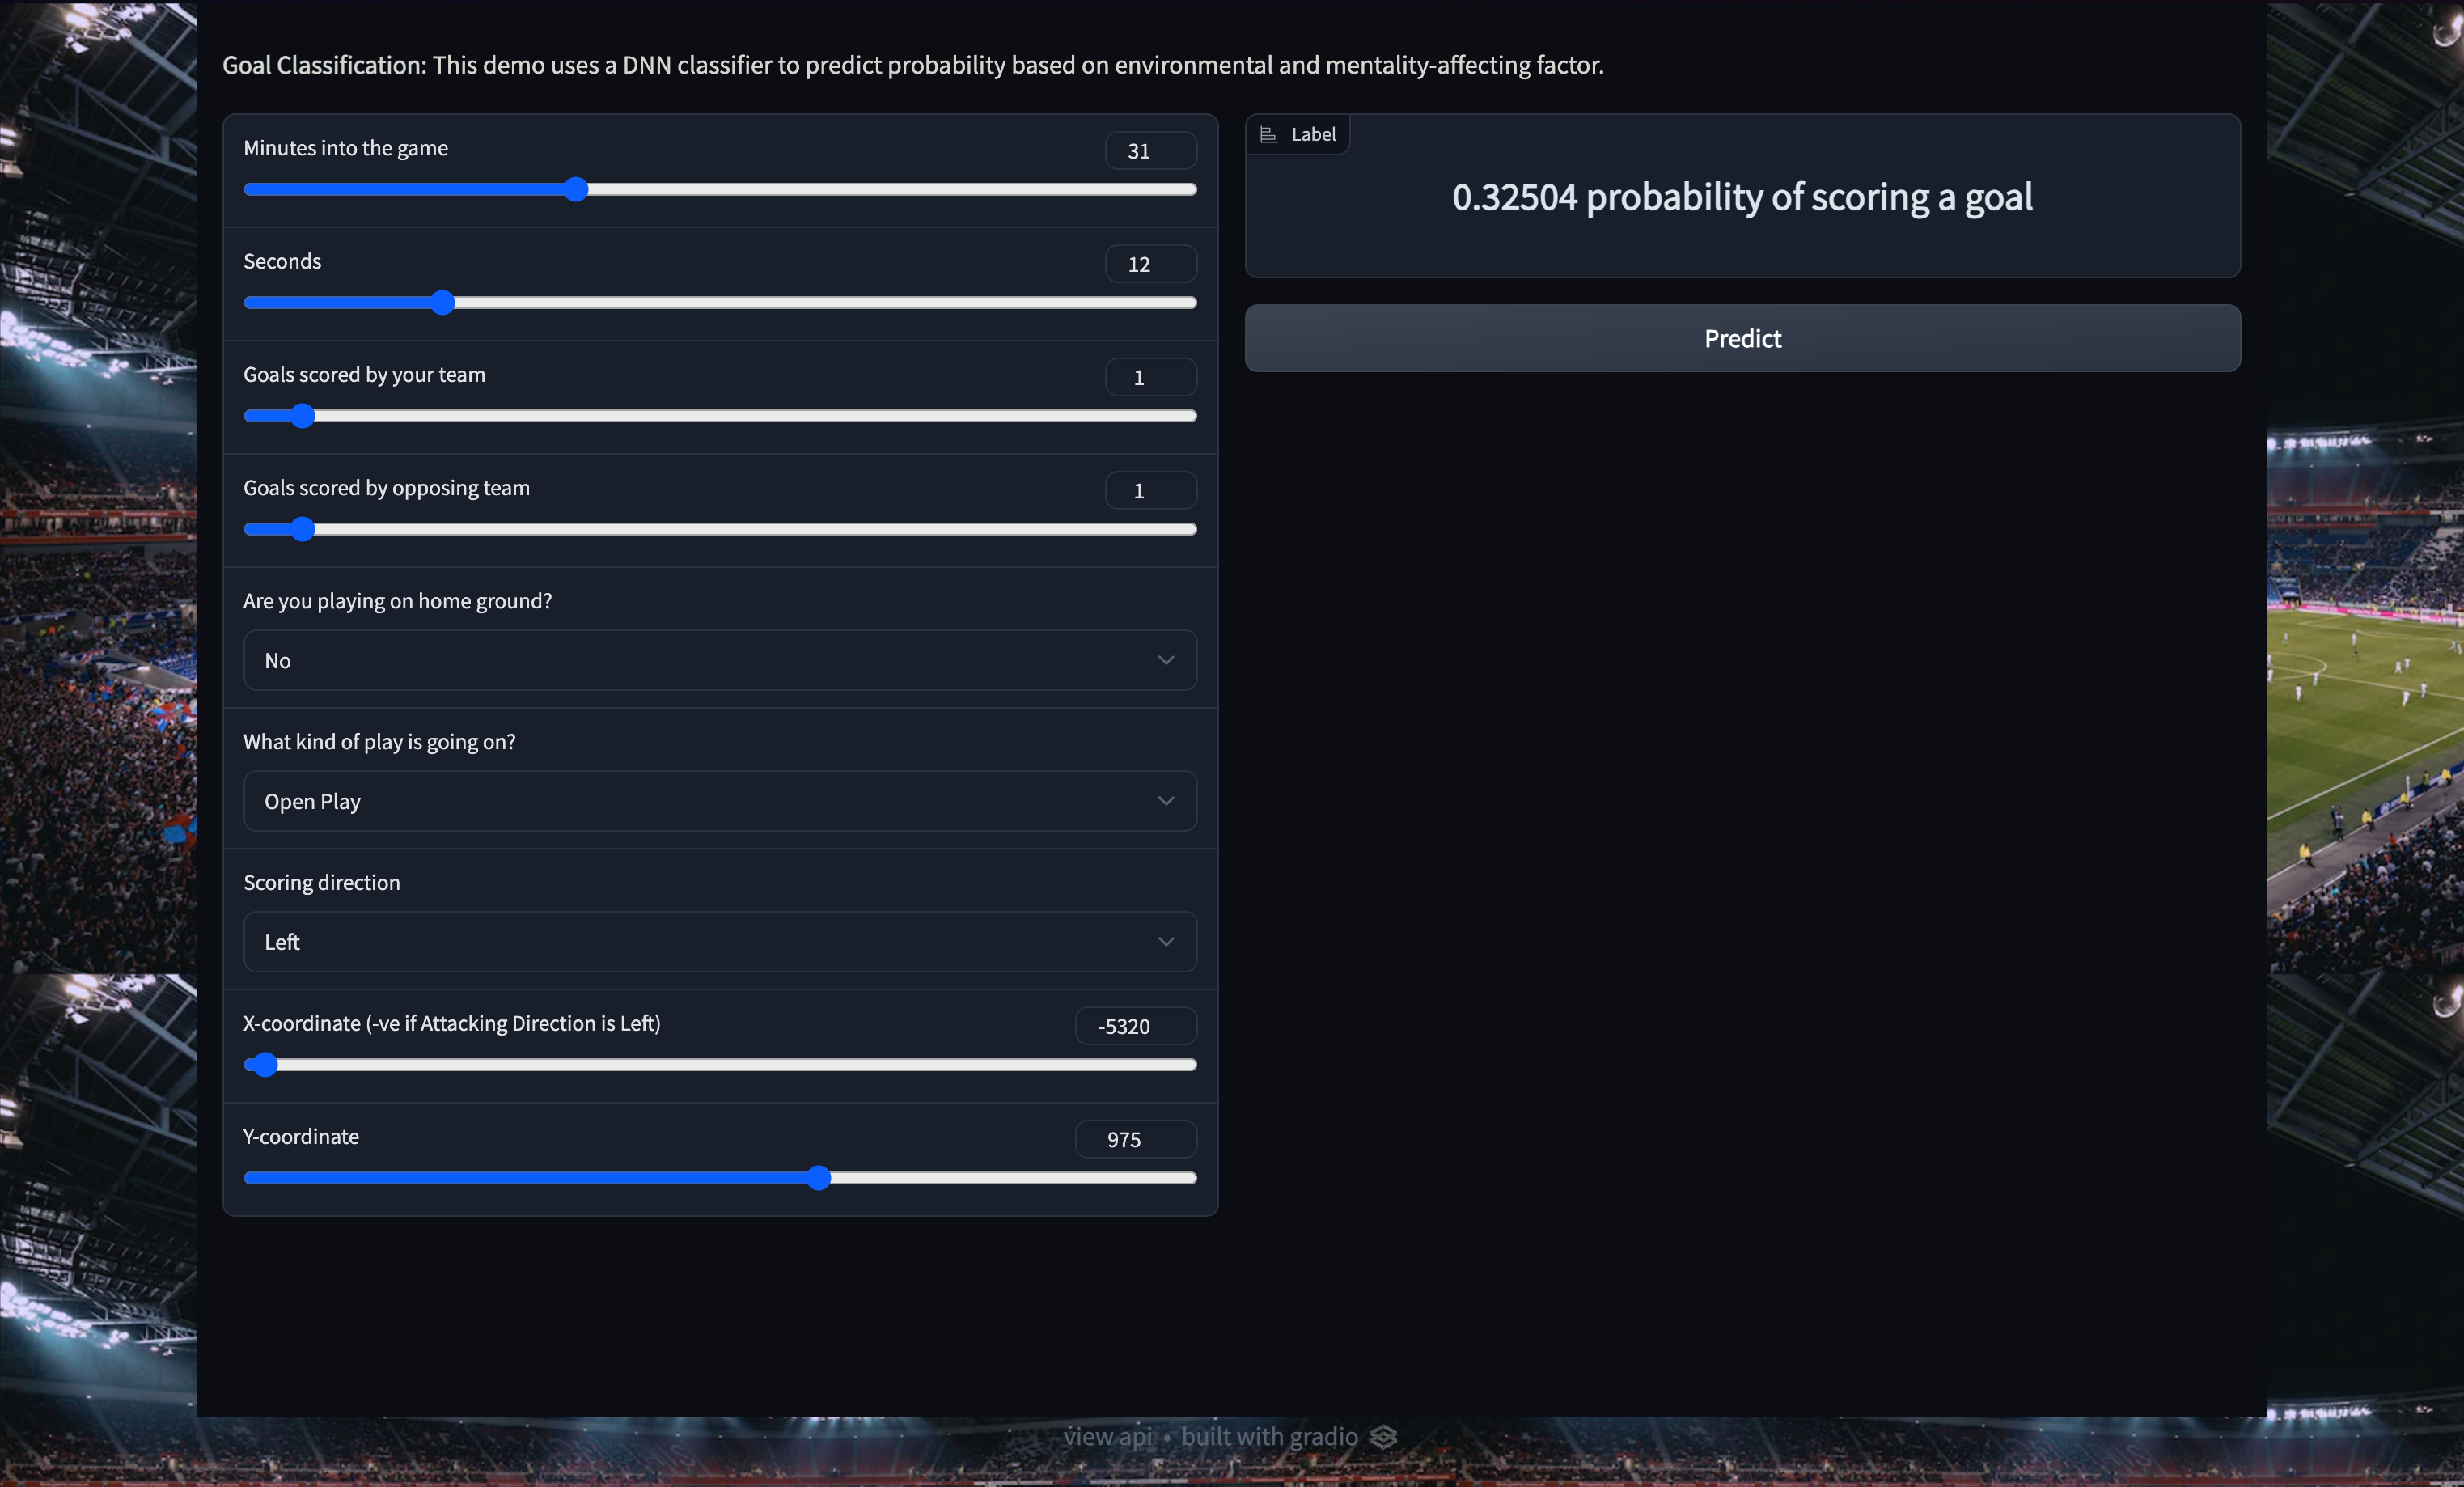 Goal Classification: This demo uses a DNN classifier to predict probability based on environmental and mentality-affecting factor.
Minutes into the game
31
Seconds
12
Goals scored by your team
1
Goals scored by opposing team
1
Are you playing on home ground?
No
What kind of play is going on?
Open Play
Scoring direction
Left
X-coordinate (-ve if Attacking Direction is Left)
-5320
Y-coordinate
975
Label
0.32504 probability of scoring a goal
Predict
view api • built with gradio